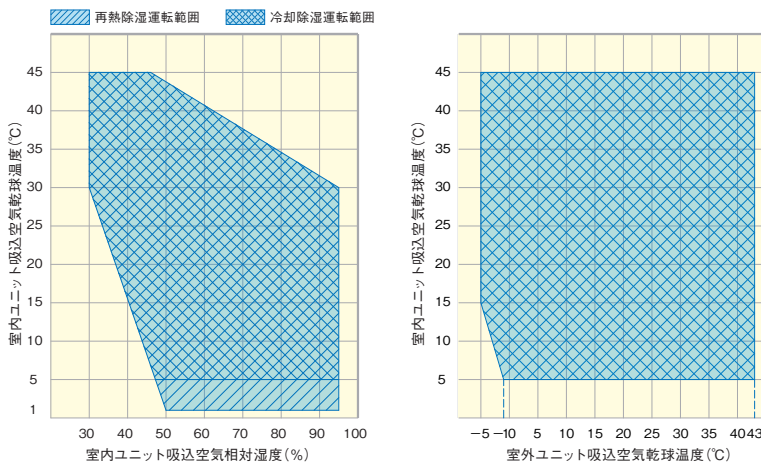 再熱除湿運転範囲 冷却除湿運転範囲
室内ユニット吸込空気乾球温度(℃)
45
40
35
30
25
20
15
10
5
1
30 40 50 60 70 80 90 100
室内ユニット吸込空気相対湿度(%)
室内ユニット吸込空気乾球温度(℃)
45
40
35
30
25
20
15
10
5
−5 −10 5 10 15 20 25 30 35 40 43
室外ユニット吸込空気乾球温度(℃)